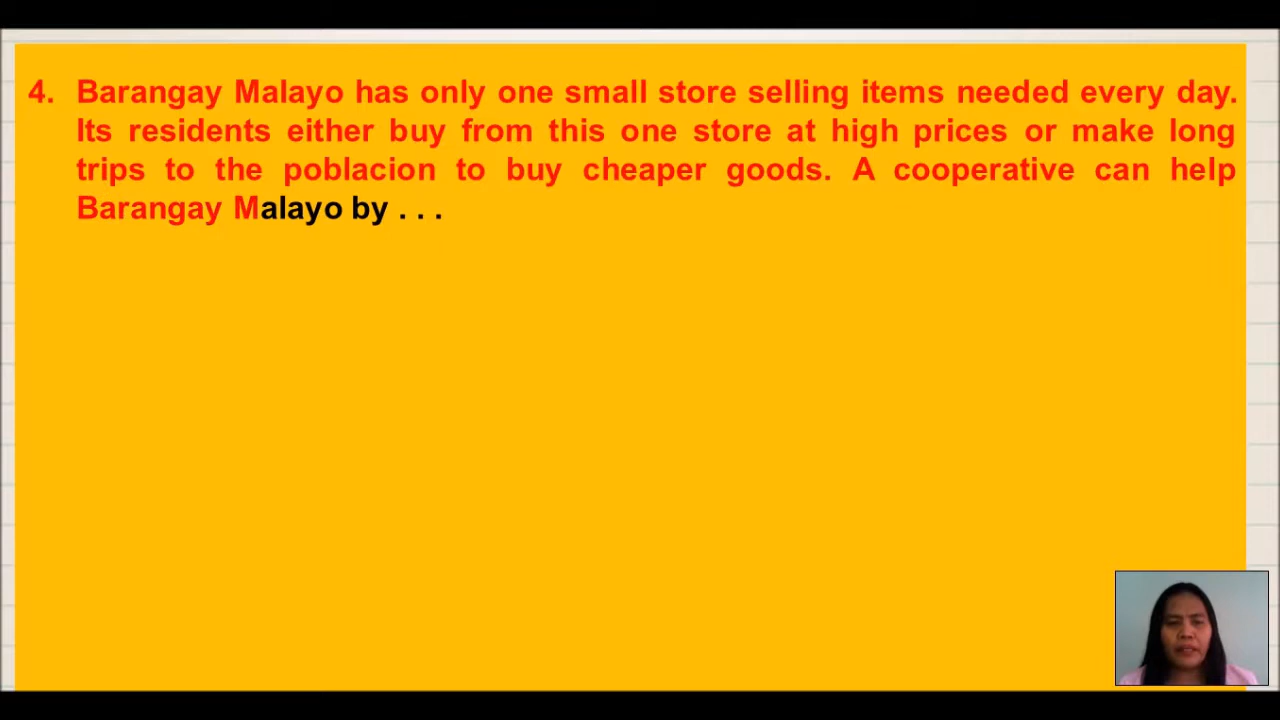 4. Barangay Malayo has only one small store selling items needed every day.
Its residents either buy from this one store at high prices or make long
trips to the poblacion to buy cheaper goods. A cooperative can help
Barangay Malayo by . . .